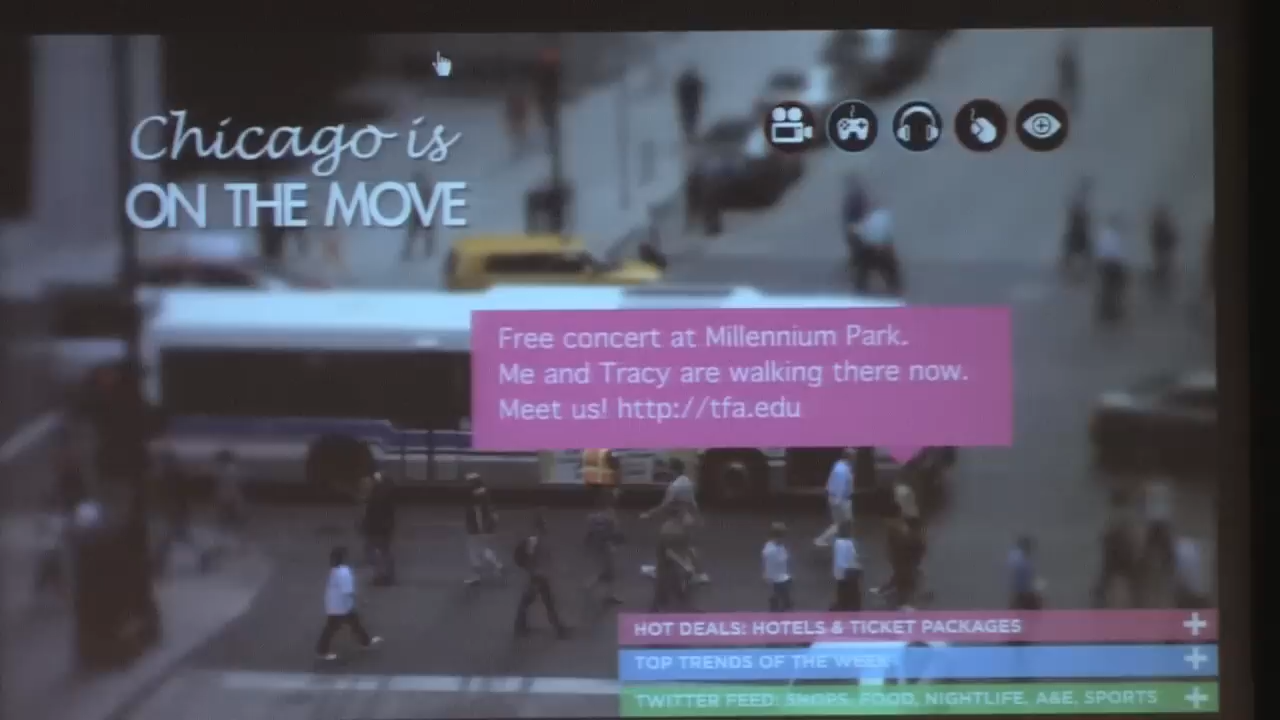 Chicago is
ON THE MOVE
Free concert at Millennium Park.
Me and Tracy are walking there now.
Meet us! http://tfa.edu
HOT DEALS: HOTELS & TICKET PACKAGES
TOP TRENDS OF THE WEEK
TWITTER FEED: SHOPS, FOOD, NIGHTLIFE, A&E, SPORTS